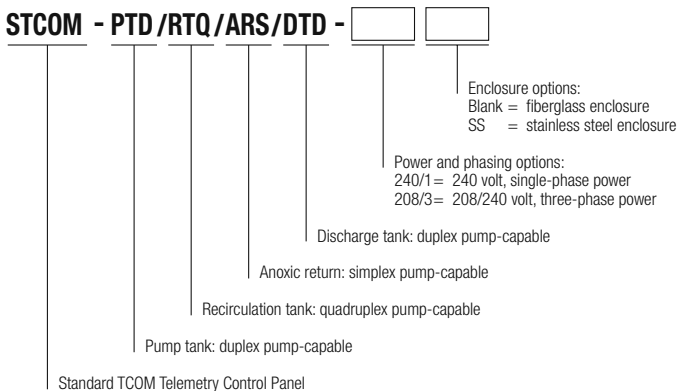 STCOM - PTD/RTQ/ARS/DTD -
Enclosure options:
Blank = fiberglass enclosure
SS = stainless steel enclosure
Power and phasing options:
240/1= 240 volt, single-phase power
208/3= 208/240 volt, three-phase power
Discharge tank: duplex pump-capable
Anoxic return: simplex pump-capable
Recirculation tank: quadruplex pump-capable
Pump tank: duplex pump-capable
Standard TCOM Telemetry Control Panel